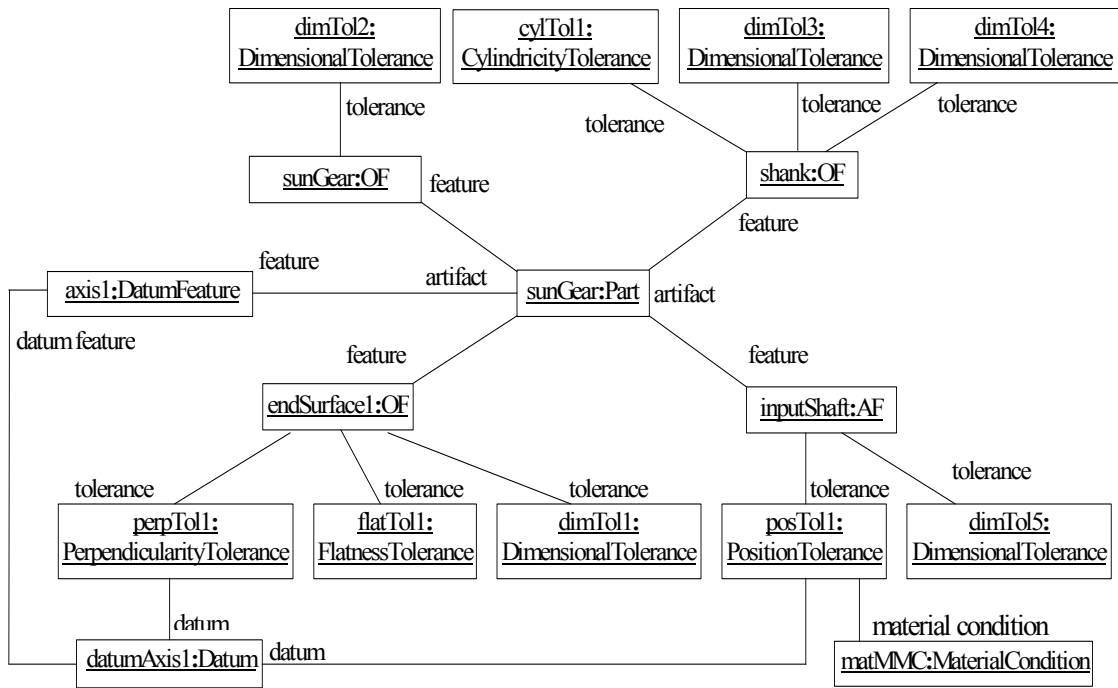 dimTol2:
DimensionalTolerance
cylTol1:
CylindricityTolerance
dimTol3:
DimensionalTolerance
dimTol4:
DimensionalTolerance
tolerance
tolerance
tolerance
tolerance
sunGear:OF
shank:OF
feature
feature
feature
axis1:DatumFeature
artifact
sunGear:Part
artifact
datum feature
feature
feature
endSurface1:OF
inputShaft:AF
tolerance
tolerance
tolerance
tolerance
tolerance
perpTol1:
PerpendicularityTolerance
flatTol1:
FlatnessTolerance
dimTol1:
DimensionalTolerance
posTol1:
PositionTolerance
dimTol5:
DimensionalTolerance
datum
datumAxis1:Datum
datum
material condition
matMMC:MaterialCondition